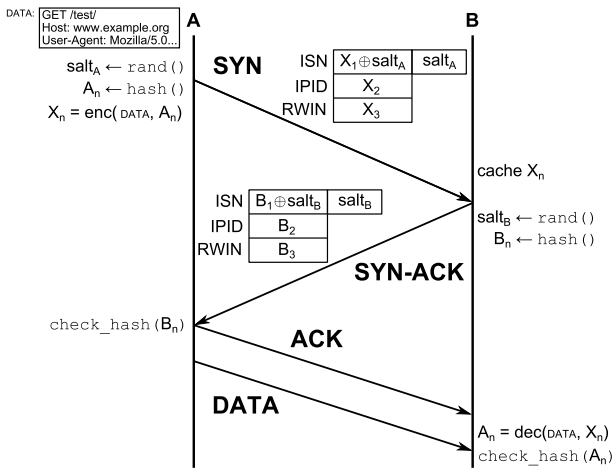 DATA: GET /test/
Host: www.example.org
User-Agent: Mozilla/5.0...
A
B
salt_A ← rand()
A_n ← hash()
X_n = enc(DATA, A_n)
SYN
ISN X_1⊕salt_A salt_A
IPID X_2
RWIN X_3
cache X_n
ISN B_1⊕salt_B salt_B
IPID B_2
RWIN B_3
salt_B ← rand()
B_n ← hash()
SYN-ACK
check_hash(B_n)
ACK
DATA
A_n = dec(DATA, X_n)
check_hash(A_n)